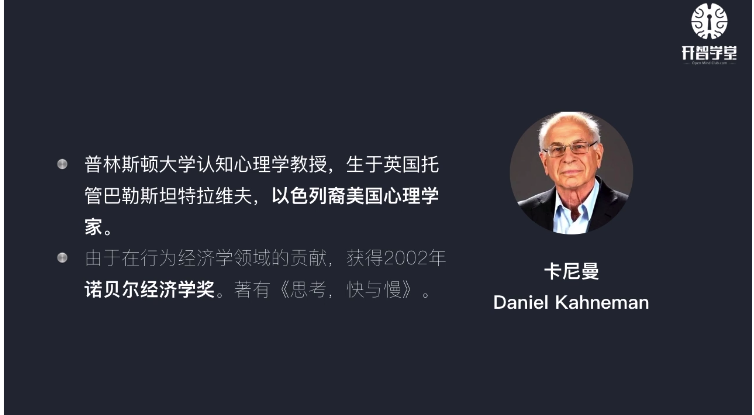 开智学堂
Open Mind Club.com
普林斯顿大学认知心理学教授，生于英国托
管巴勒斯坦特拉维夫，以色列裔美国心理学
家。
由于在行为经济学领域的贡献，获得2002年
诺贝尔经济学奖。著有《思考，快与慢》。
卡尼曼
Daniel Kahneman